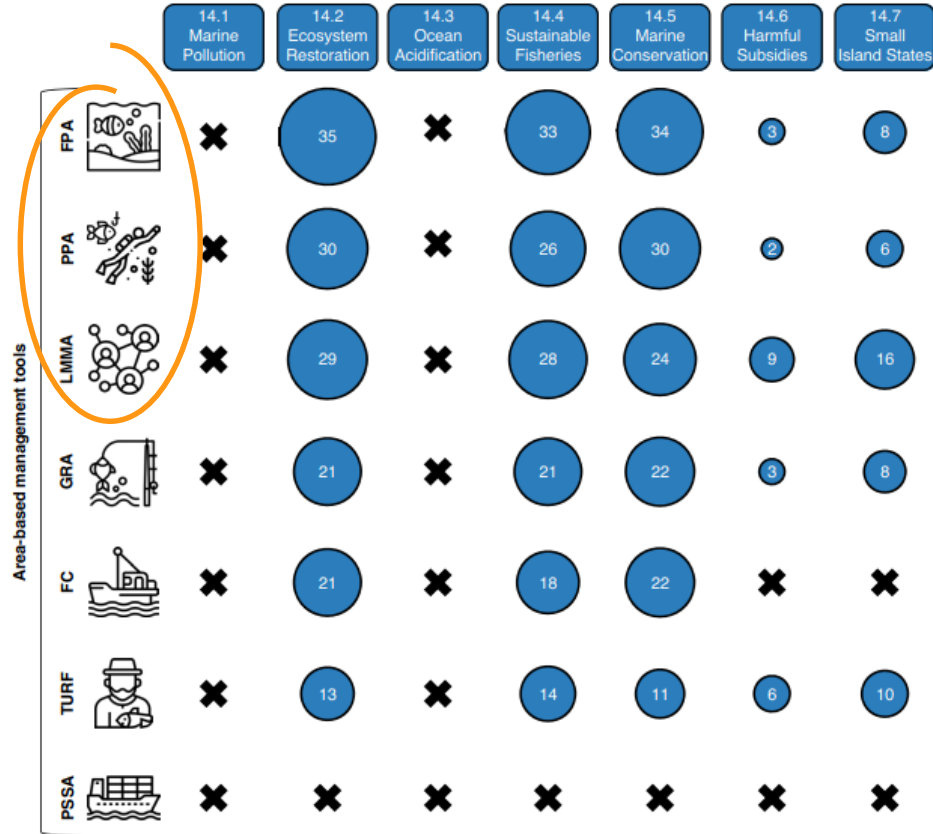 14.1
Marine
Pollution
14.2
Ecosystem
Restoration
14.3
Ocean
Acidification
14.4
Sustainable
Fisheries
14.5
Marine
Conservation
14.6
Harmful
Subsidies
14.7
Small
Island States
Area-based management tools
FPA
35
33
34
3
8
PPA
30
26
30
2
6
LMMA
29
28
24
9
16
GRA
21
21
22
3
8
FC
21
18
22
TURF
13
14
11
6
10
PSSA